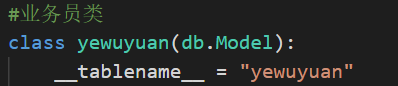 #业务员类
class yewuyuan(db.Model):
    __tablename__ = "yewuyuan"